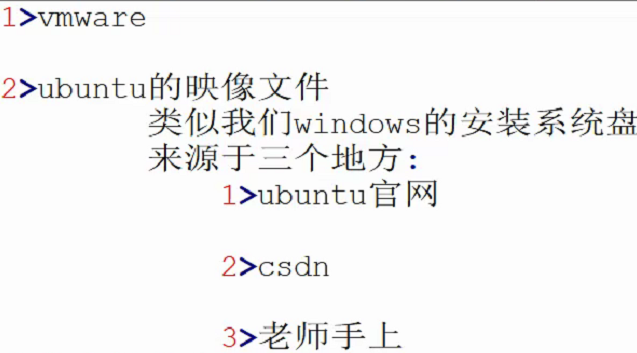 1>vmware
2>ubuntu的映像文件
类似我们windows的安装系统盘
来源于三个地方:
1>ubuntu官网
2>csdn
3>老师手上